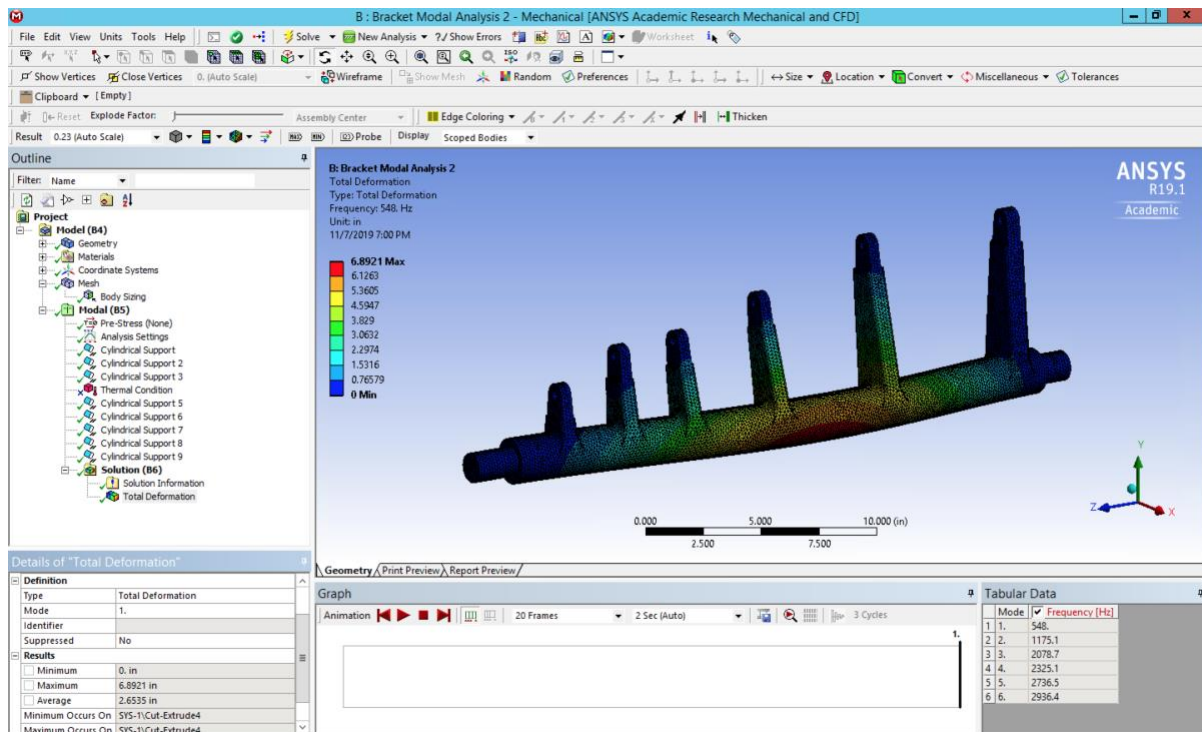 B : Bracket Modal Analysis 2 - Mechanical [ANSYS Academic Research Mechanical and CFD]
File Edit View Units Tools Help Solve New Analysis ?/ Show Errors A Worksheet
Show Vertices Close Vertices 0. (Auto Scale) Wireframe Show Mesh Random Preferences Size Location Convert Miscellaneous Tolerances
Clipboard [Empty]
Reset Explode Factor: Assembly Center Edge Coloring Thicken
Result 0.23 (Auto Scale) MAX MIN Probe Display Scoped Bodies
Outline
Filter: Name
Project
Model (B4)
Geometry
Materials
Coordinate Systems
Mesh
Body Sizing
Modal (B5)
Pre-Stress (None)
Analysis Settings
Cylindrical Support
Cylindrical Support 2
Cylindrical Support 3
Thermal Condition
Cylindrical Support 5
Cylindrical Support 6
Cylindrical Support 7
Cylindrical Support 8
Cylindrical Support 9
Solution (B6)
Solution Information
Total Deformation
B: Bracket Modal Analysis 2
Total Deformation
Type: Total Deformation
Frequency: 548. Hz
Unit: in
11/7/2019 7:00 PM
6.8921 Max
6.1263
5.3605
4.5947
3.829
3.0632
2.2974
1.5316
0.76579
0 Min
ANSYS
R19.1
Academic
Y
Z X
0.000 5.000 10.000 (in)
2.500 7.500
Geometry Print Preview Report Preview
Details of "Total Deformation"
Definition
Type Total Deformation
Mode 1.
Identifier
Suppressed No
Results
Minimum 0. in
Maximum 6.8921 in
Average 2.6535 in
Minimum Occurs On SYS-1\Cut-Extrude4
Maximum Occurs On SYS-1\Cut-Extrude4
Graph
Animation 20 Frames 2 Sec (Auto) 3 Cycles
1.
Tabular Data
Mode Frequency [Hz]
1 1. 548.
2 2. 1175.1
3 3. 2078.7
4 4. 2325.1
5 5. 2736.5
6 6. 2936.4